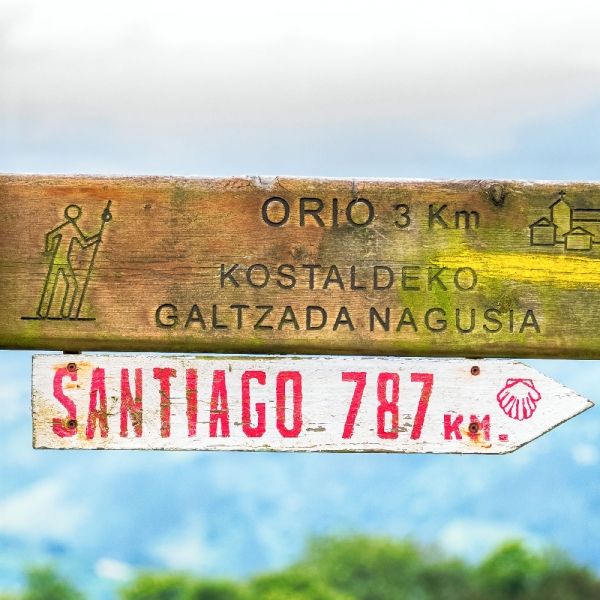 ORIO 3 Km
KOSTALDEKO
GALTZADA NAGUSIA
SANTIAGO 787 KM.